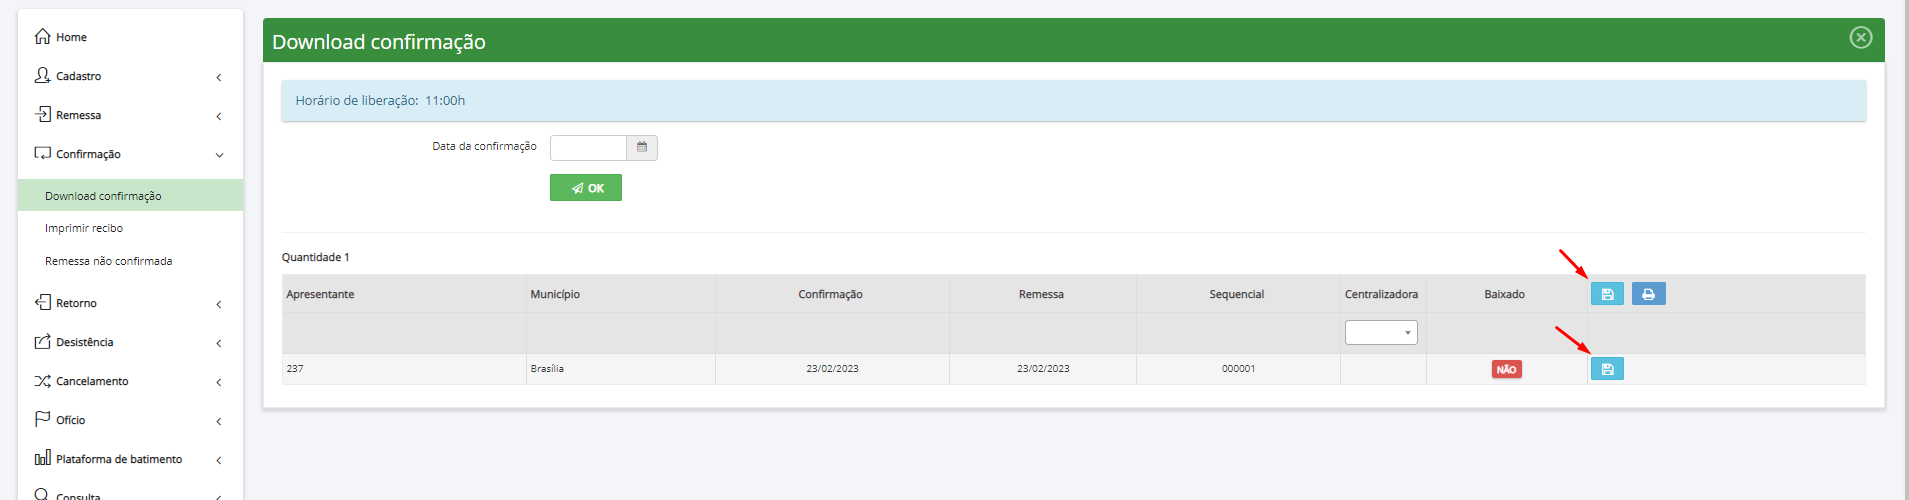 Home
Cadastro
Remessa
Confirmação
Download confirmação
Imprimir recibo
Remessa não confirmada
Retorno
Desistência
Cancelamento
Ofício
Plataforma de batimento
Consulta
Download confirmação
Horário de liberação: 11:00h
Data da confirmação
OK
Quantidade 1
Apresentante Município Confirmação Remessa Sequencial Centralizadora Baixado
237 Brasília 23/02/2023 23/02/2023 000001 NÃO